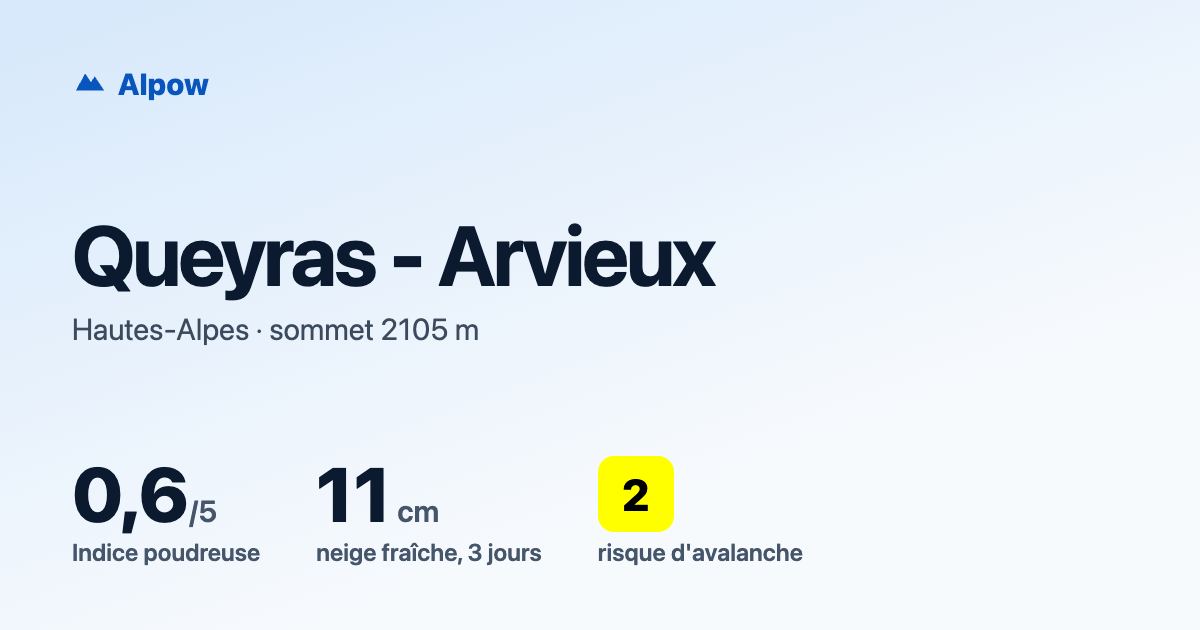 Alpow
Queyras - Arvieux
Hautes-Alpes · sommet 2105 m
0,6/5
Indice poudreuse
11 cm
neige fraîche, 3 jours
2
risque d'avalanche